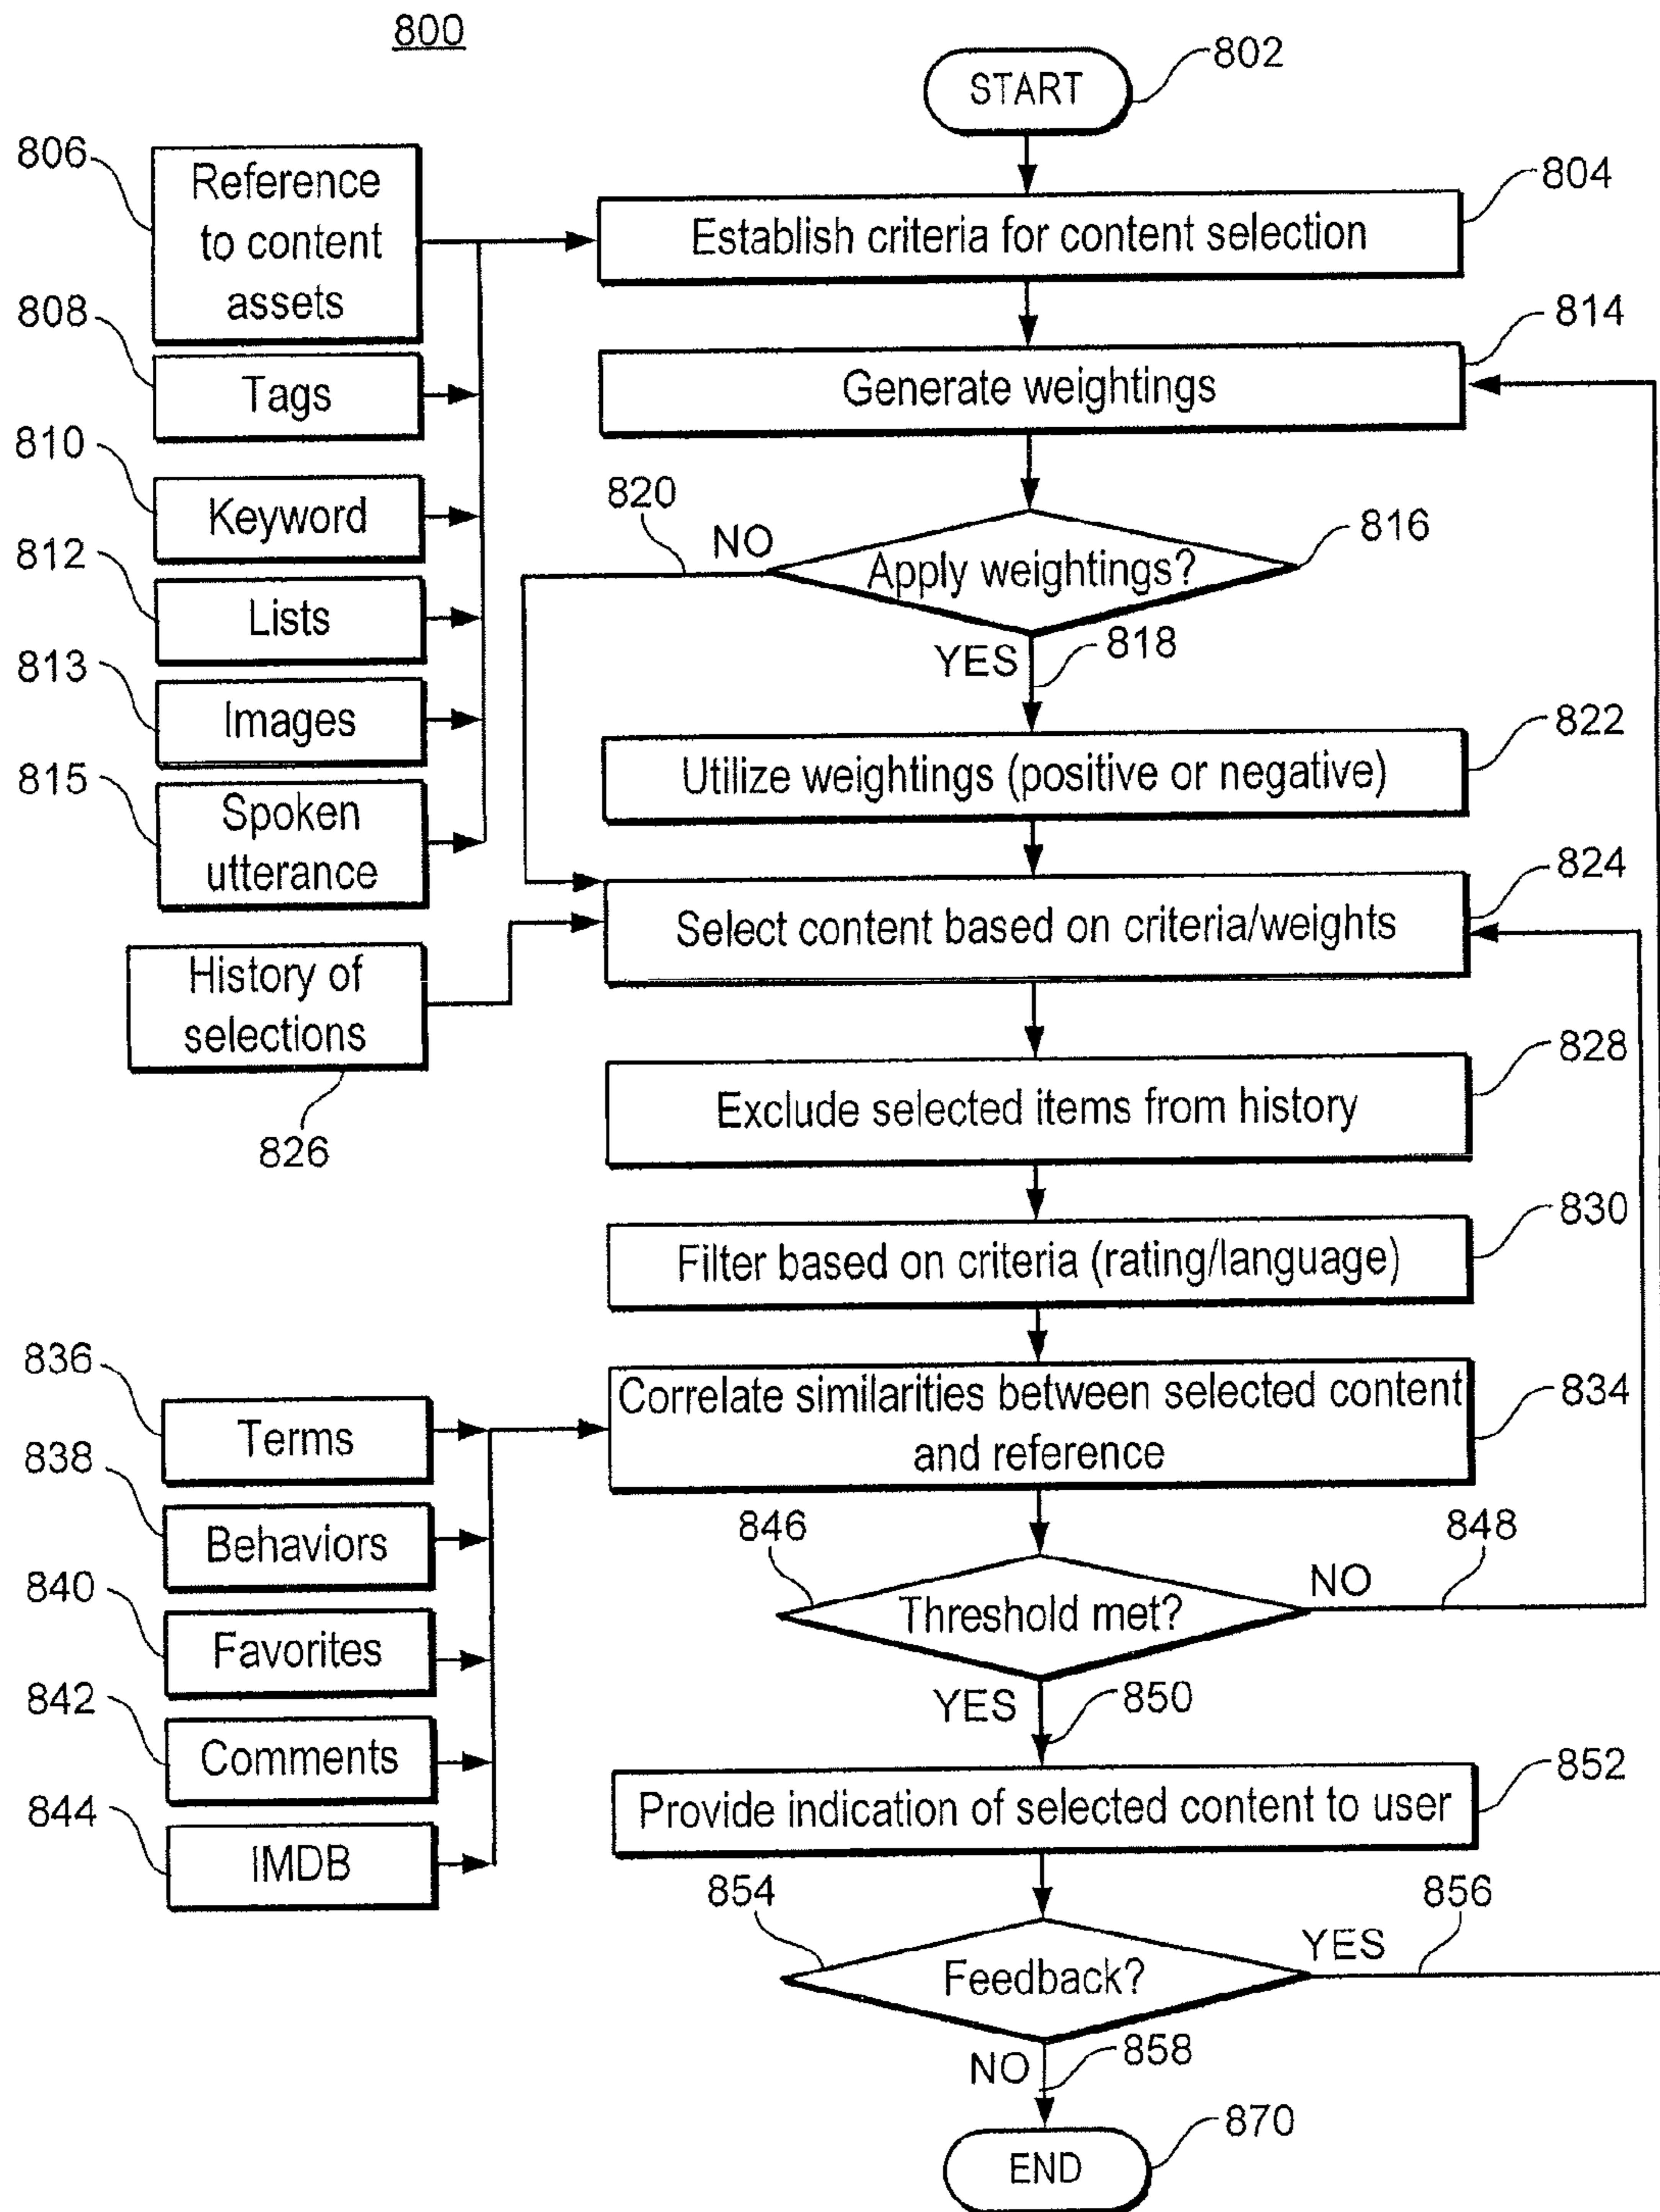 800
START
802
806
Reference
to content
assets
Establish criteria for content selection
804
808
Tags
Generate weightings
814
810
Keyword
820
NO
Apply weightings?
816
812
Lists
YES
818
813
Images
Utilize weightings (positive or negative)
822
815
Spoken
utterance
Select content based on criteria/weights
824
History of
selections
826
Exclude selected items from history
828
Filter based on criteria (rating/language)
830
836
Terms
Correlate similarities between selected content
and reference
834
838
Behaviors
846
Threshold met?
NO
848
840
Favorites
YES
850
842
Comments
Provide indication of selected content to user
852
844
IMDB
854
Feedback?
YES
856
NO
858
END
870